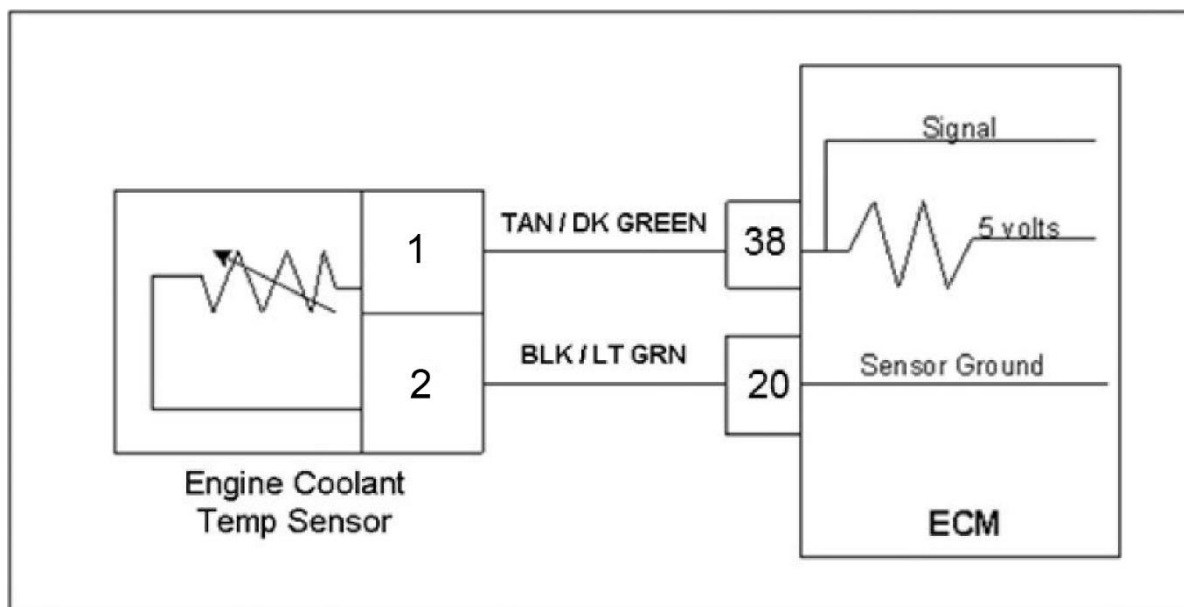 Signal
1
TAN / DK GREEN
38
5 volts
2
BLK / LT GRN
20
Sensor Ground
Engine Coolant
Temp Sensor
ECM